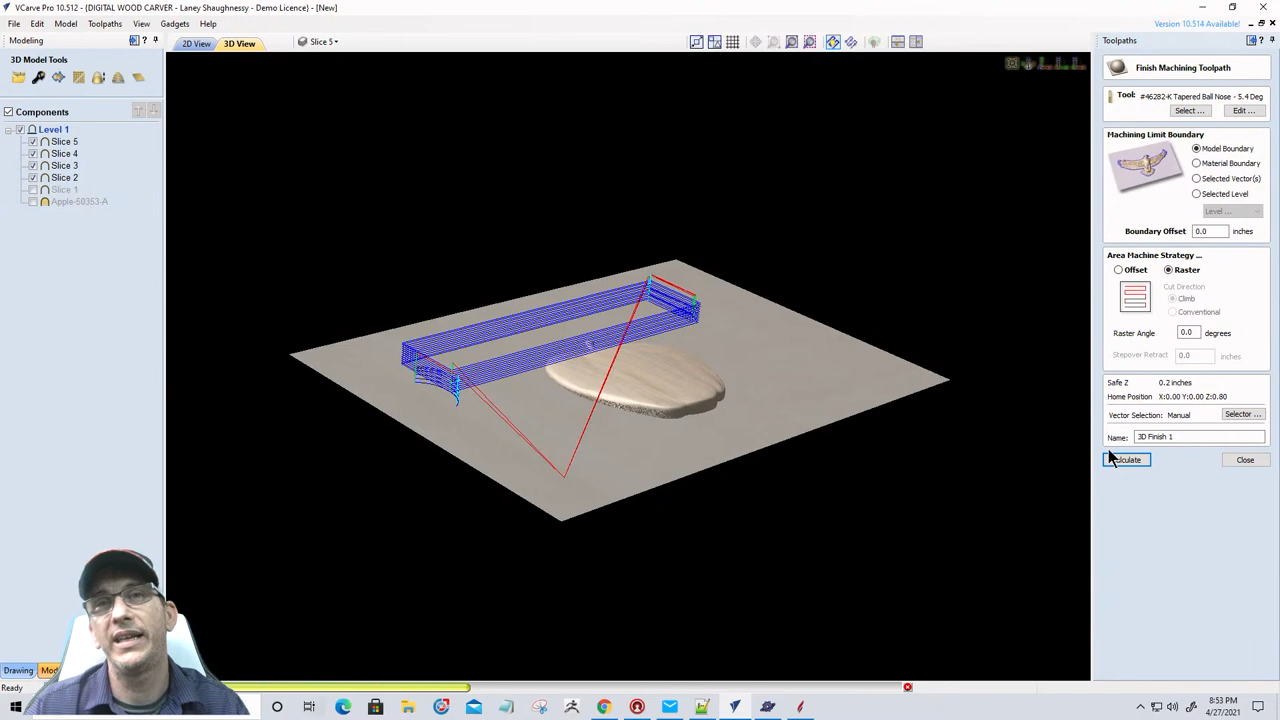 VCarve Pro 10.512 - (DIGITAL WOOD CARVER - Laney Shaughnessy - Demo Licence) - [New]
File Edit Model Toolpaths View Gadgets Help
Version 10.514 Available!
Modeling
2D View
3D View
Slice 5
Toolpaths
3D Model Tools
Finish Machining Toolpath
Tool: #46282-K Tapered Ball Nose - 5.4 Deg
Select ...
Edit ...
Components
Level 1
Slice 5
Slice 4
Slice 3
Slice 2
Slice 1
Apple-50353-A
Machining Limit Boundary
Model Boundary
Material Boundary
Selected Vector(s)
Selected Level
Level ...
Boundary Offset 0.0 inches
Area Machine Strategy ...
Offset
Raster
Cut Direction
Climb
Conventional
Raster Angle 0.0 degrees
Stepover Retract 0.0 inches
Safe Z 0.2 inches
Home Position X:0.00 Y:0.00 Z:0.80
Vector Selection: Manual
Selector ...
Name: 3D Finish 1
Close
Drawing
Ready
8:53 PM
4/27/2021